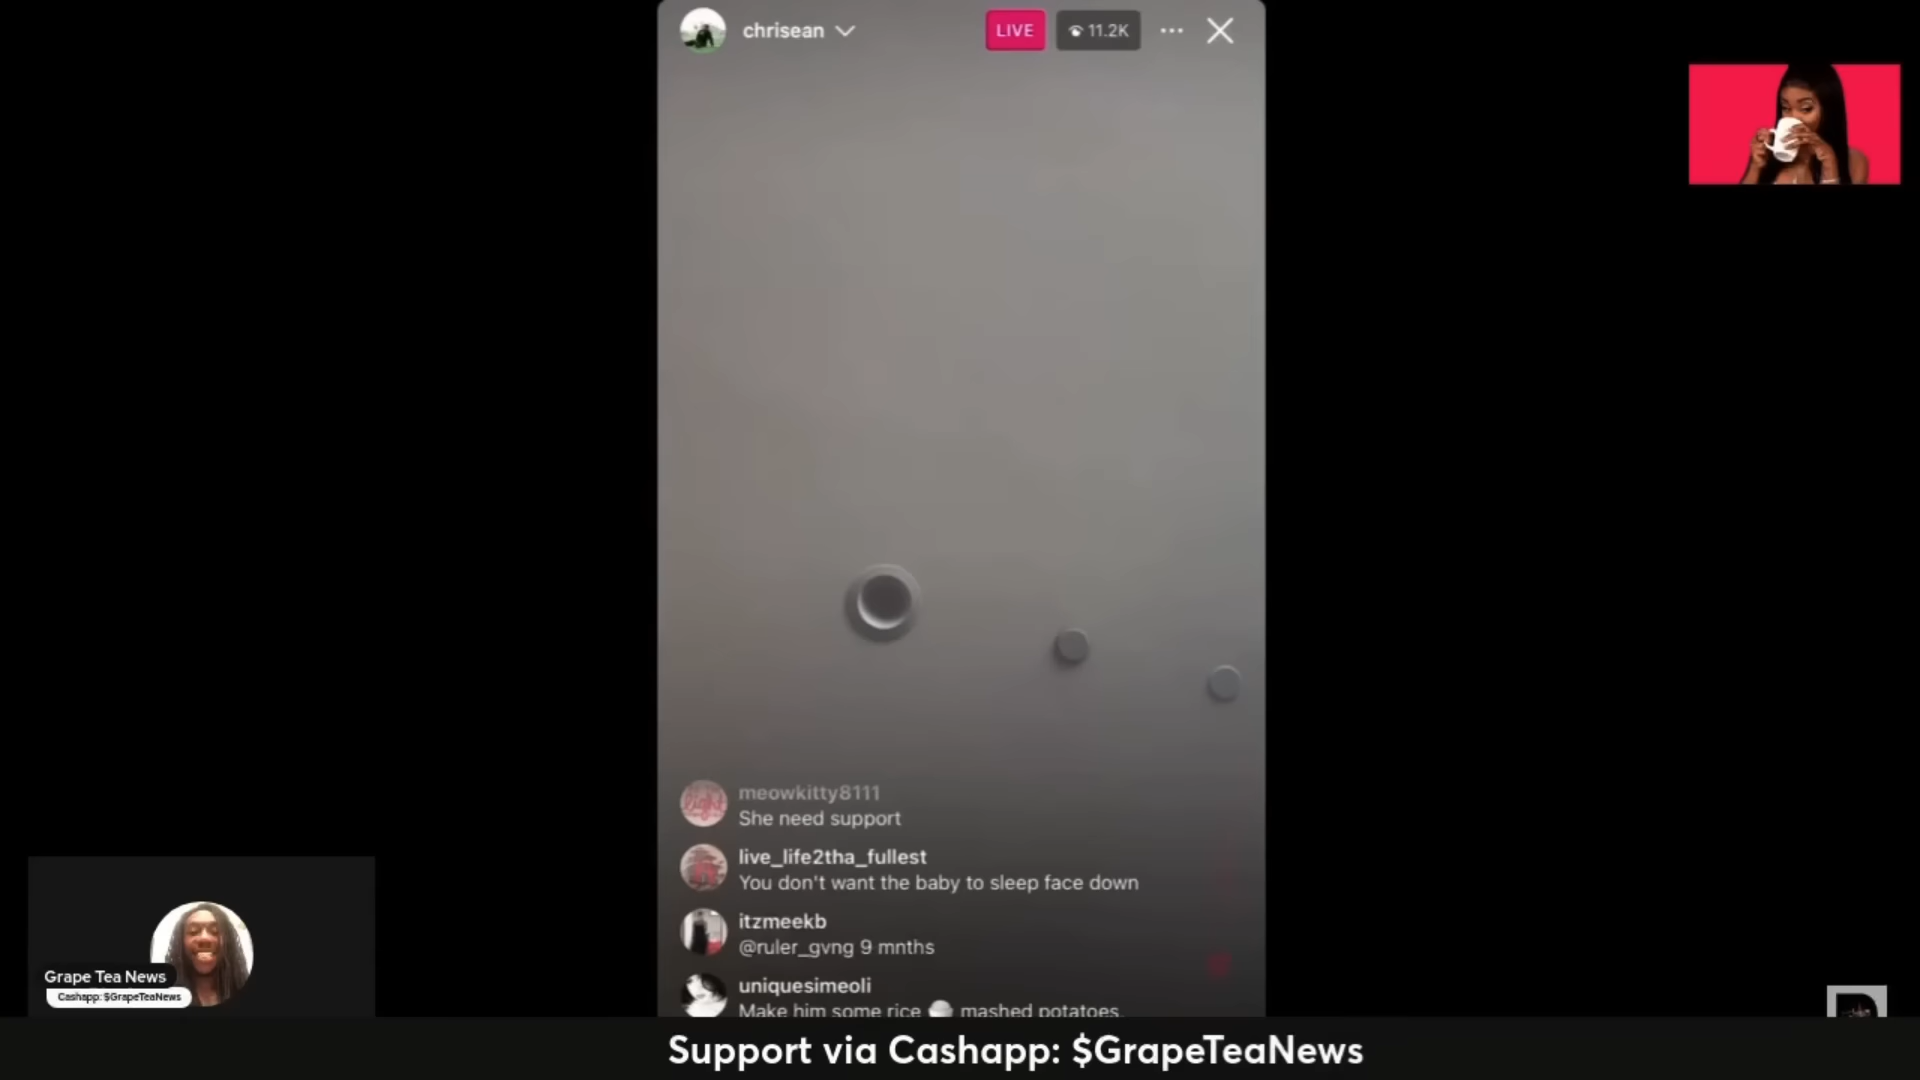 chrisean
LIVE
11.2K
meowkitty8111
She need support
live_life2tha_fullest
You don't want the baby to sleep face down
itzmeekb
@ruler_gvng 9 mnths
uniquesimeoli
Make him some rice 🍚 mashed potatoes.
Grape Tea News
Cashapp: $GrapeTeaNews
Support via Cashapp: $GrapeTeaNews